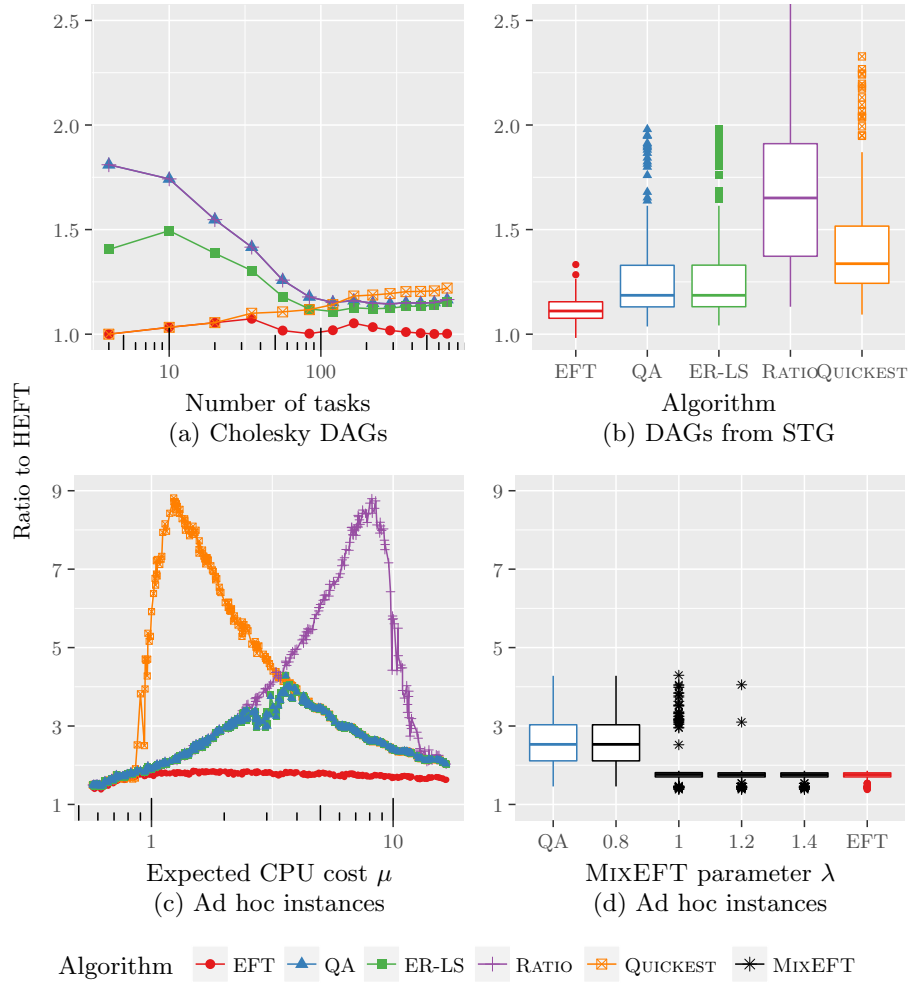 2.5
2.0
1.5
1.0
10
100
Number of tasks
(a) Cholesky DAGs
2.5
2.0
1.5
1.0
EFT
QA
ER-LS
RATIO
QUICKEST
Algorithm
(b) DAGs from STG
Ratio to HEFT
9
7
5
3
1
1
10
Expected CPU cost μ
(c) Ad hoc instances
9
7
5
3
1
QA
0.8
1
1.2
1.4
EFT
MIXEFT parameter λ
(d) Ad hoc instances
Algorithm
EFT
QA
ER-LS
RATIO
QUICKEST
MIXEFT